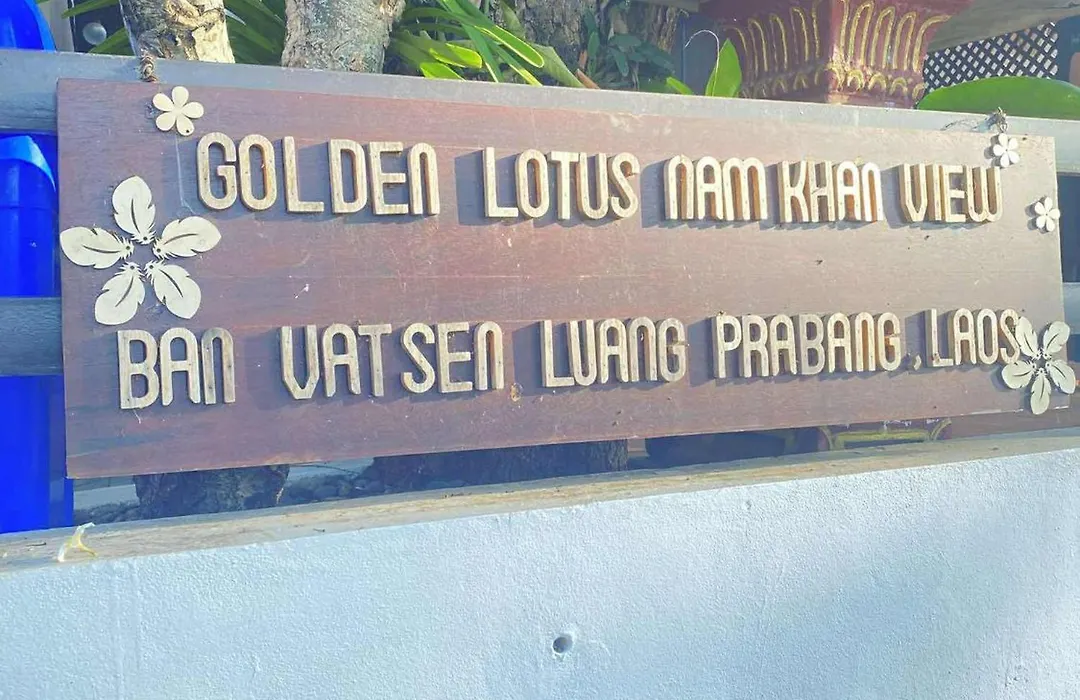 GOLDEN LOTUS NAM KHAN VIEW
BAN VATSEN LUANG PRABANG, LAOS